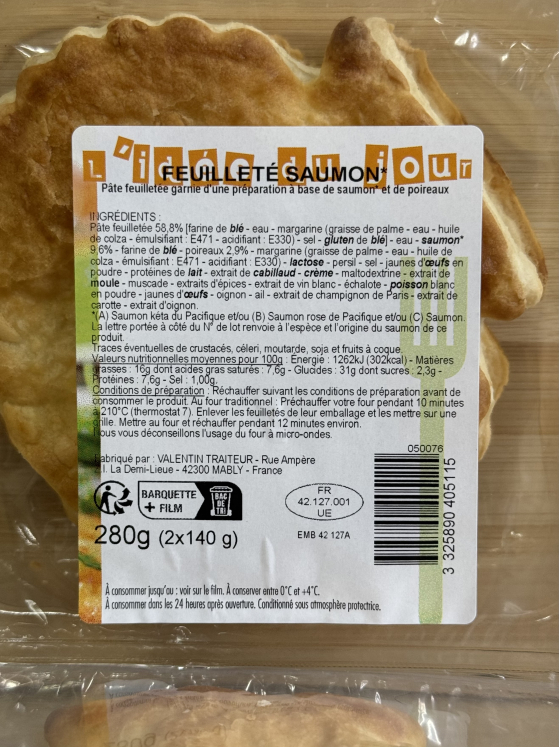 L'idée du jour
FEUILLETÉ SAUMON*
Pâte feuilletée garnie d'une préparation à base de saumon* et de poireaux
INGRÉDIENTS :
Pâte feuilletée 58,8% [farine de blé - eau - margarine (graisse de palme - eau - huile
de colza - émulsifiant : E471 - acidifiant : E330) - sel - gluten de blé] - eau - saumon*
9,6% - farine de blé - poireaux 2,9% - margarine (graisse de palme - eau - huile de
colza - émulsifiant : E471 - acidifiant : E330) - lactose - persil - sel - jaunes d'œufs en
poudre - protéines de lait - extrait de cabillaud - crème - maltodextrine - extrait de
moule - muscade - extraits d'épices - extrait de vin blanc - échalote - poisson blanc
en poudre - jaunes d'œufs - oignon - ail - extrait de champignon de Paris - extrait de
carotte - extrait d'oignon.
*(A) Saumon kéta du Pacifique et/ou (B) Saumon rose de Pacifique et/ou (C) Saumon.
La lettre portée à côté du N° de lot renvoie à l'espèce et l'origine du saumon de ce
produit.
Traces éventuelles de crustacés, céleri, moutarde, soja et fruits à coque.
Valeurs nutritionnelles moyennes pour 100g : Energie : 1262kJ (302kcal) - Matières
grasses : 16g dont acides gras saturés : 7,6g - Glucides : 31g dont sucres : 2,3g -
Protéines : 7,6g - Sel : 1,00g.
Conditions de préparation : Réchauffer suivant les conditions de préparation avant de
consommer le produit. Au four traditionnel : Préchauffer votre four pendant 10 minutes
à 210°C (thermostat 7). Enlever les feuilletés de leur emballage et les mettre sur une
grille. Mettre au four et réchauffer pendant 12 minutes environ.
Nous vous déconseillons l'usage du four à micro-ondes.
050076
Fabriqué par : VALENTIN TRAITEUR - Rue Ampère
Z.I. La Demi-Lieue - 42300 MABLY - France
BARQUETTE
+ FILM
BAC
DE
TRI
FR
42.127.001
UE
280g (2x140 g)
EMB 42 127A
3 325890 405115
À consommer jusqu'au : voir sur le film. À conserver entre 0°C et +4°C.
À consommer dans les 24 heures après ouverture. Conditionné sous atmosphère protectrice.